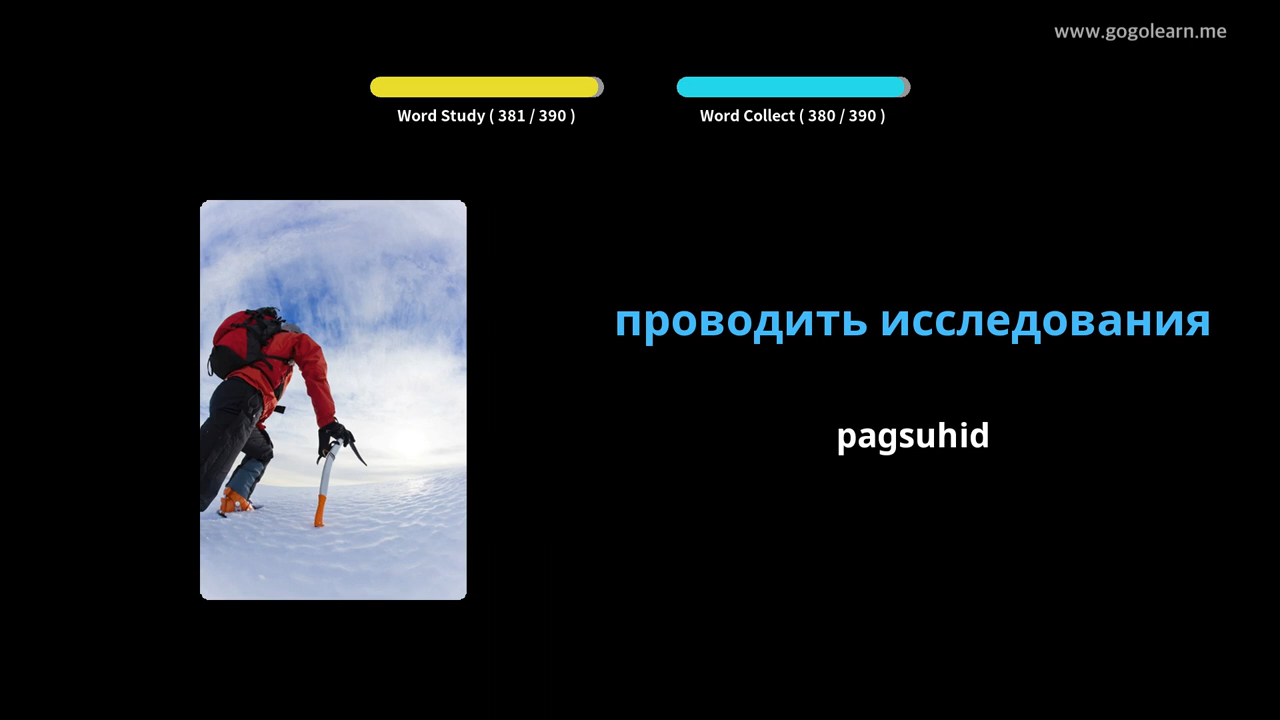 www.gogolearn.me
Word Study ( 381 / 390 )
Word Collect ( 380 / 390 )
проводить исследования
pagsuhid